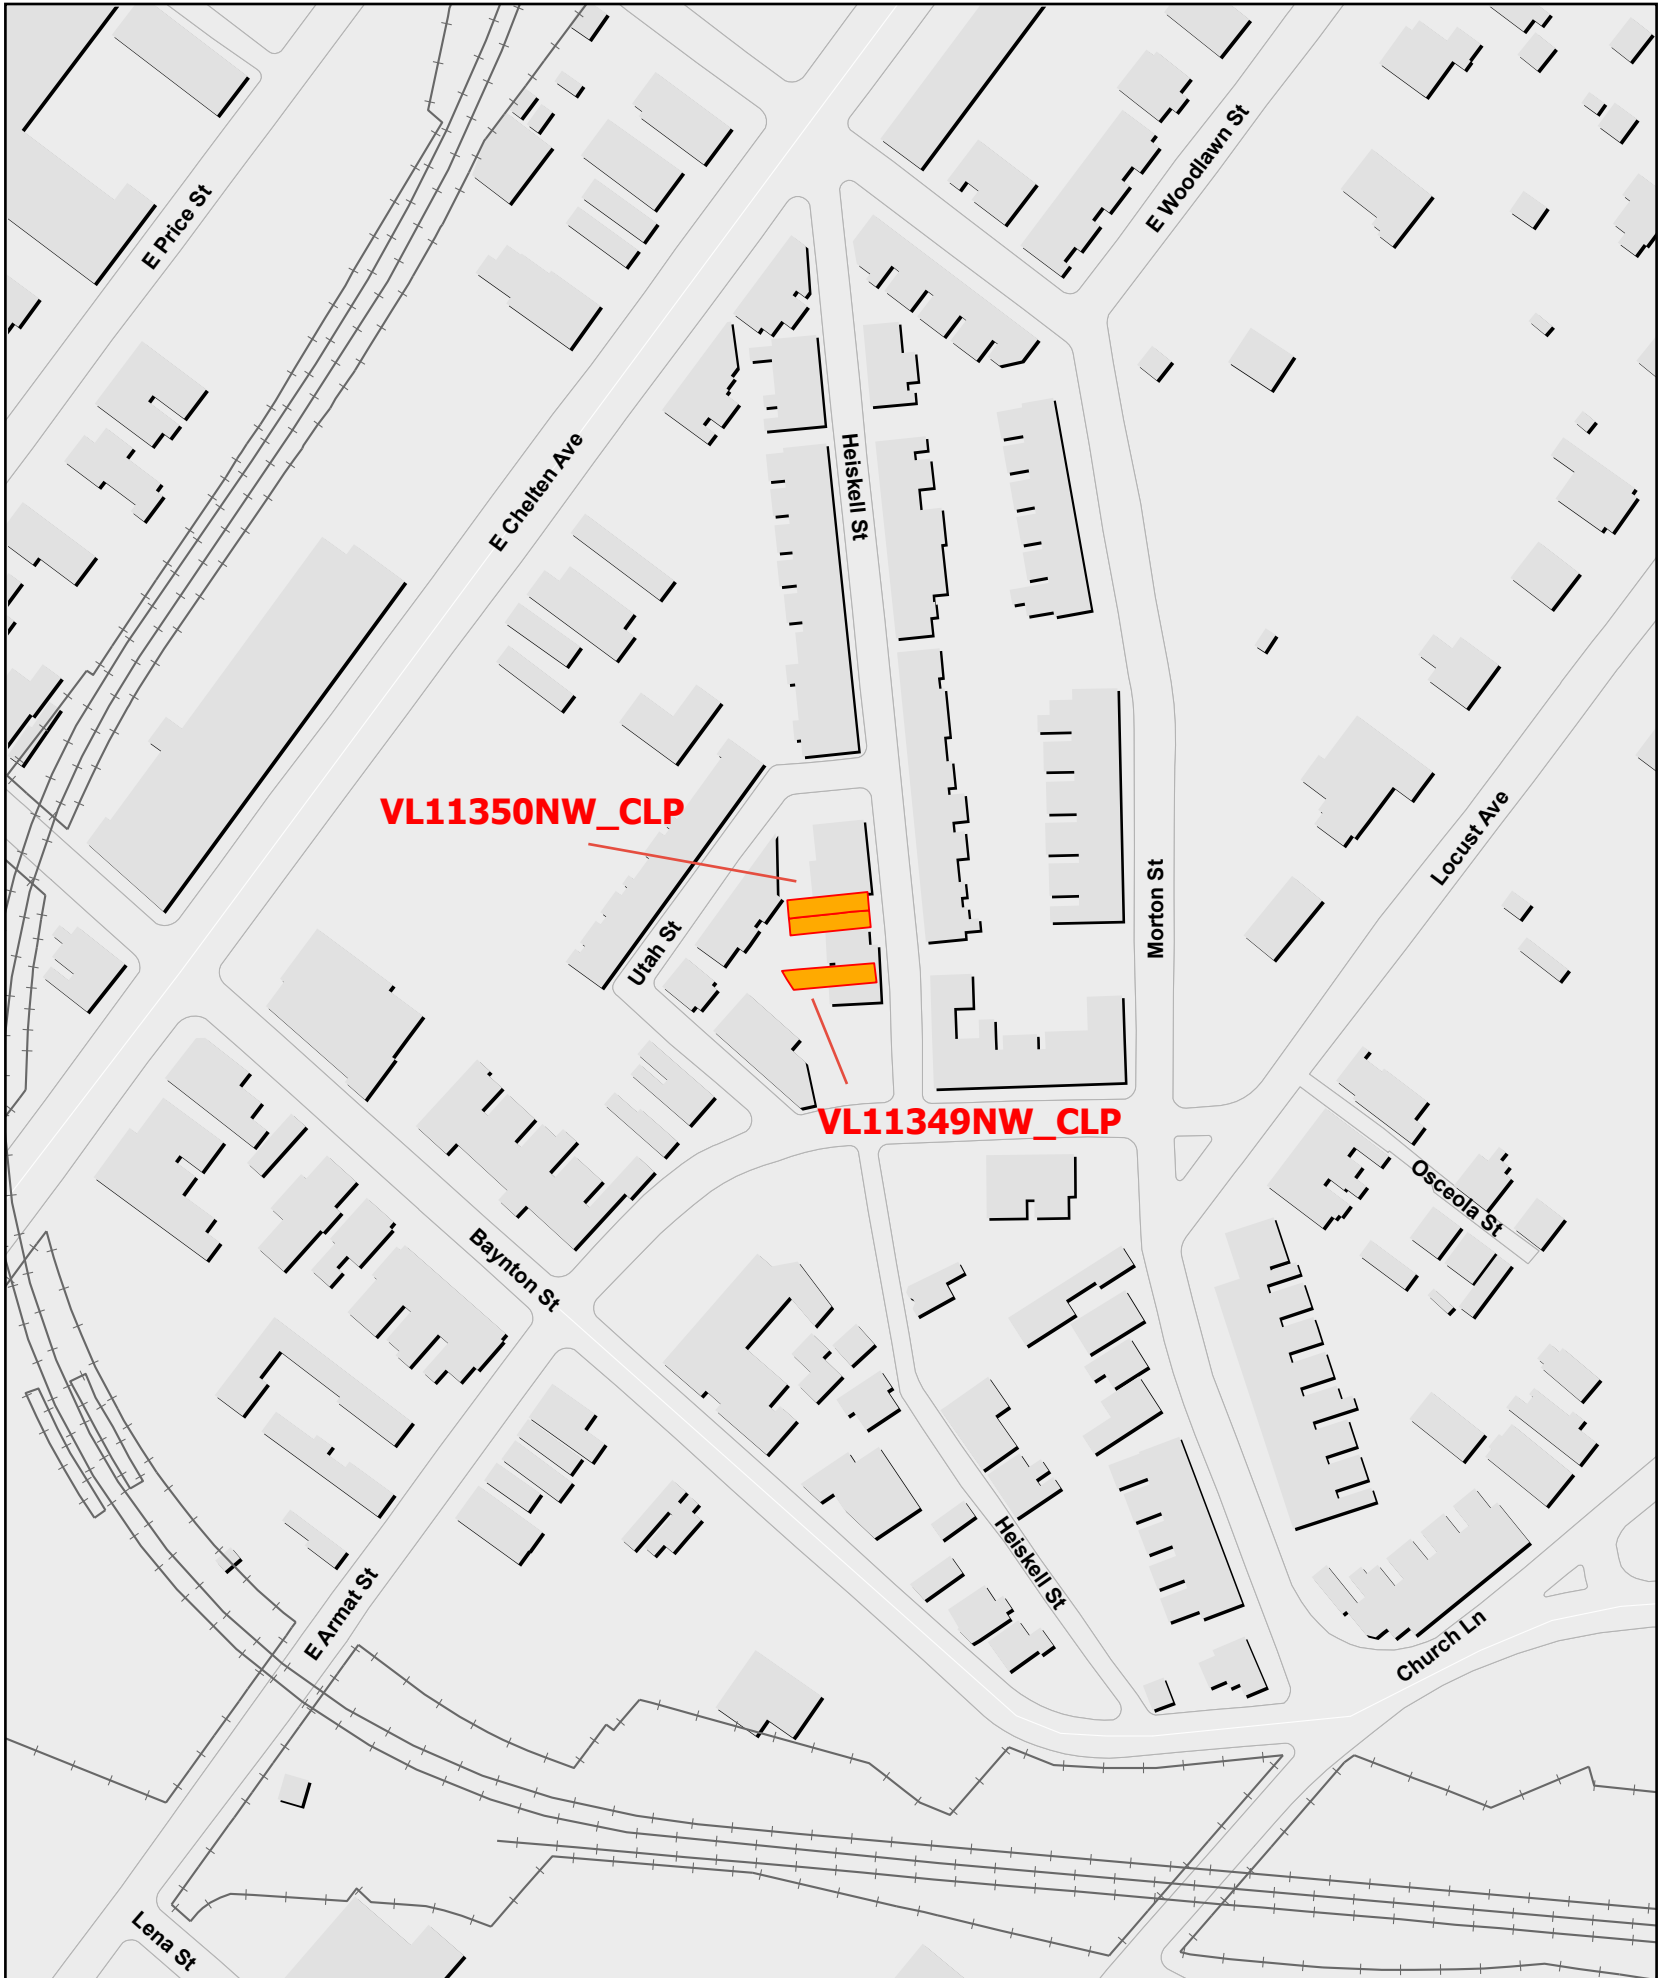 E Woodlawn St
E Price St
E Chelten Ave
Heiskell St
VL11350NW_CLP
Locust Ave
Morton St
Utah St
VL11349NW_CLP
Osceola St
Baynton St
Heiskell St
E Armat St
Church Ln
Lena St